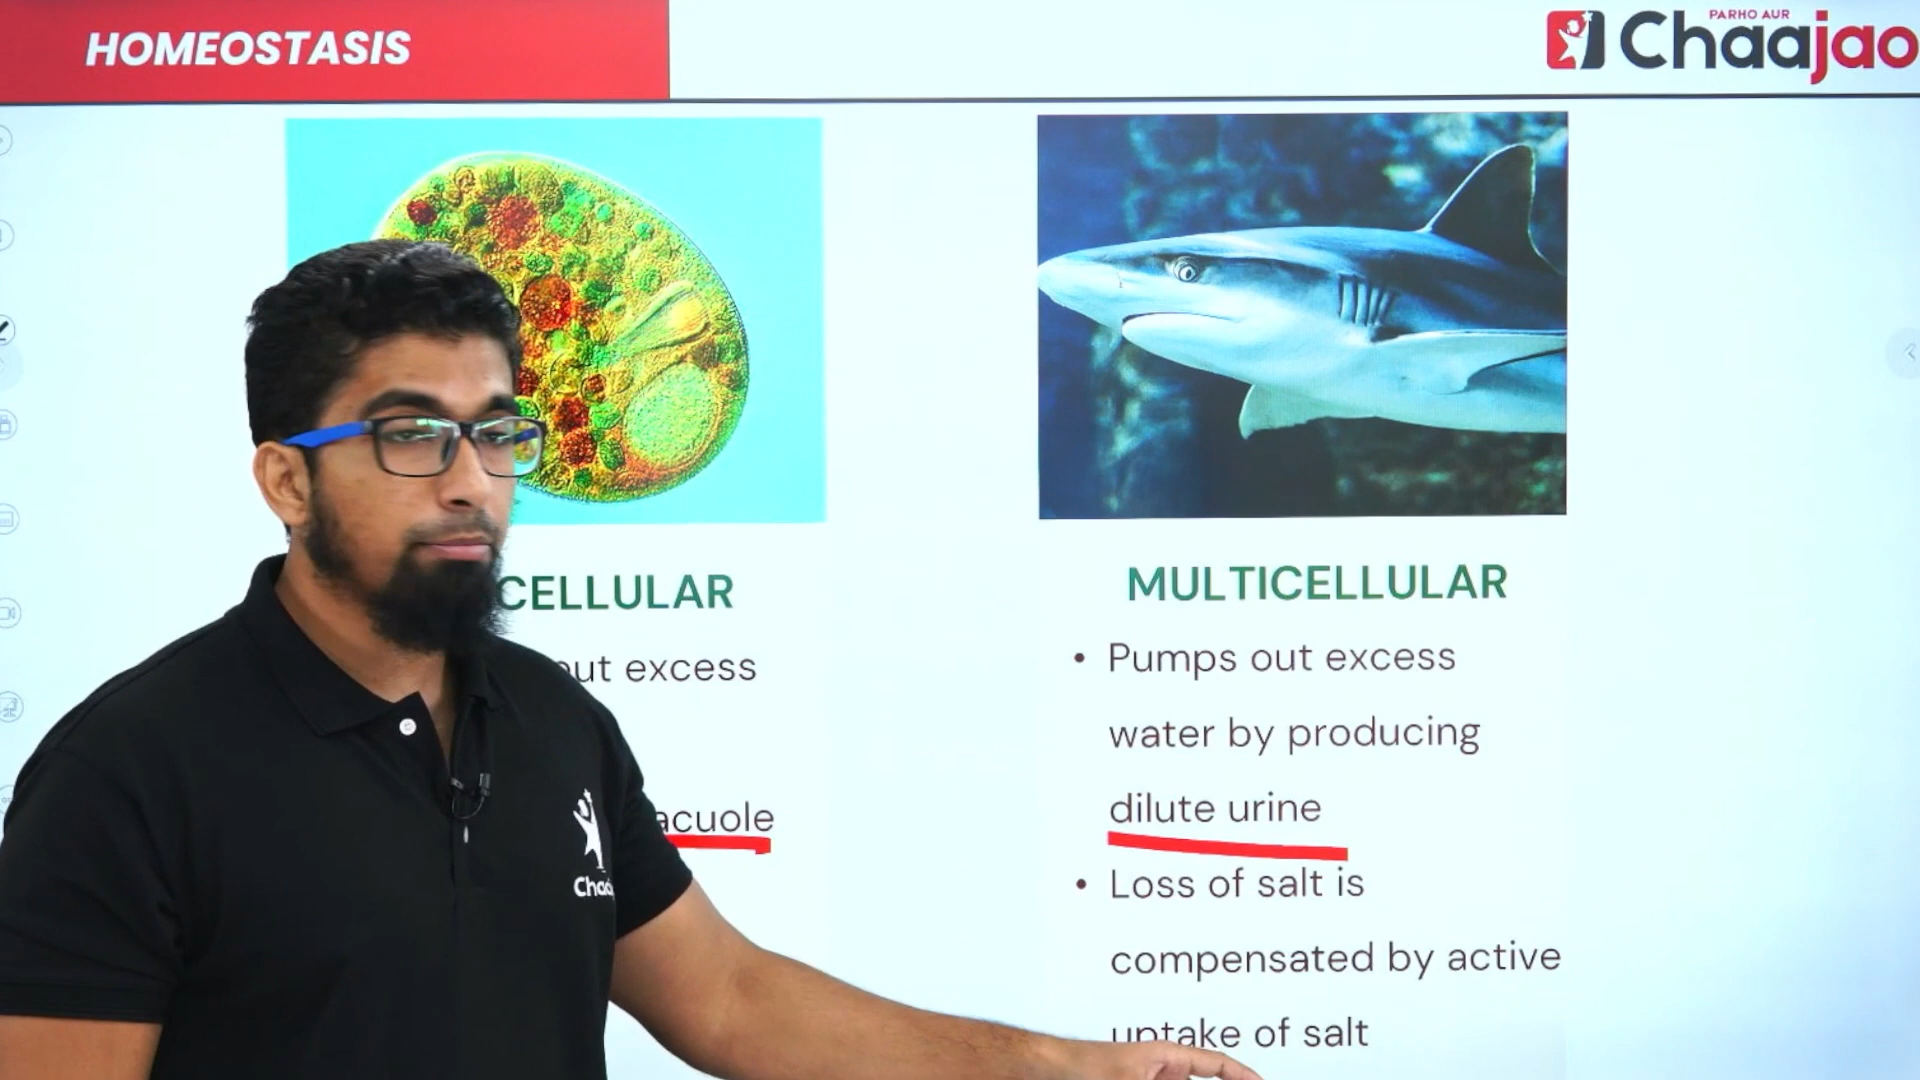 HOMEOSTASIS
PARHO AUR
Chaajao
CELLULAR
out excess
acuole
MULTICELLULAR
• Pumps out excess
water by producing
dilute urine
• Loss of salt is
compensated by active
uptake of salt
Chaa